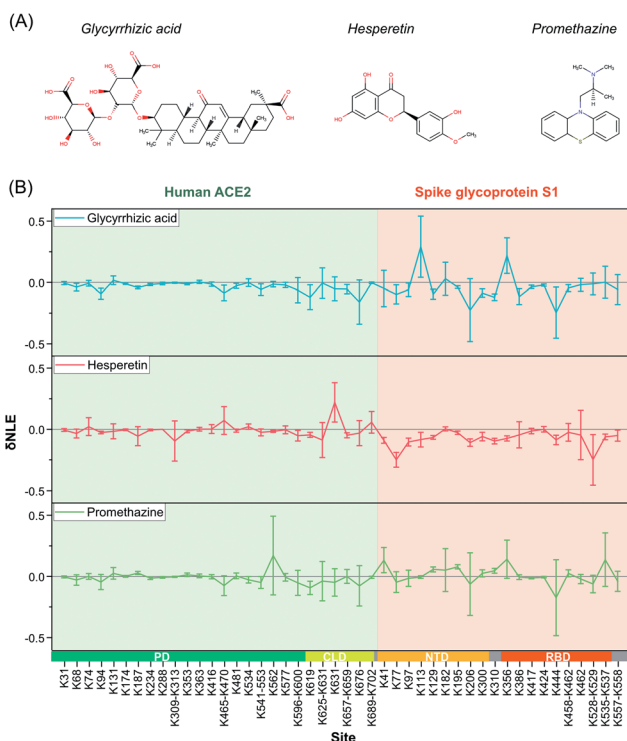 (A)
Glycyrrhizic acid
Hesperetin
Promethazine
(B)
Human ACE2
Spike glycoprotein S1
0.5
Glycyrrhizic acid
0.0
-0.5
0.5
Hesperetin
0.0
-0.5
δNLE
0.5
Promethazine
0.0
-0.5
PD
CLD
NTD
RBD
K31
K68
K74
K94
K131
K174
K187
K234
K288
K309-K313
K353
K363
K416
K465-K470
K481
K534
K541-K553
K562
K577
K596-K600
K619
K625-K631
K631
K657-K659
K676
K689-K702
K41
K77
K97
K113
K129
K182
K195
K206
K300
K310
K356
K386
K417
K424
K444
K458-K462
K462
K528-K529
K535-K537
K557-K558
Site